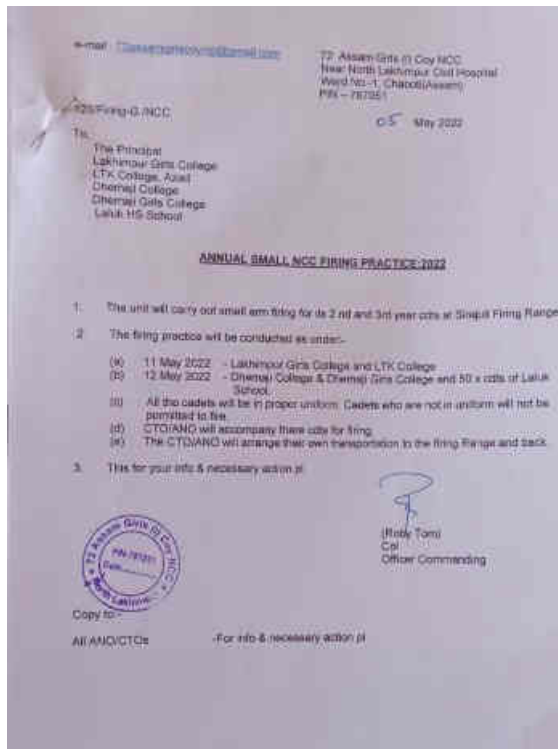 e-mail
72 Assam Girls (I) Coy NCC
Near North Lakhimpur Civil Hospital
Ward No -1, Chaboti(Assam)
PIN – 787051
/Firing-G /NCC
05 May 2022
To,
The Principal
Lakhimpur Girls College
LTK College, Azad
Dhemaji College
Dhemaji Girls College
Laluk HS School
ANNUAL SMALL NCC FIRING PRACTICE:2022
1. The unit will carry out small arm firing for its 2 nd and 3rd year cdts at Firing Range
2 The firing practice will be conducted as under:-
(a) 11 May 2022 - Lakhimpur Girls College and LTK College
(b) 12 May 2022 - Dhemaji College & Dhemaji Girls College and 50 x cdts of Laluk
School.
All the cadets will be in proper uniform. Cadets who are not in uniform will not be
permitted to fire.
(d) CTO/ANO will accompany there cdts for firing
(e) The CTO/ANO will arrange their own transportation to the firing Range and back.
3. This for your info & necessary action pl
Col
Officer Commanding
72 Assam Girls (I) Coy NCC
PIN-787051
Date
North
Copy to:-
All ANO/CTOs -For info & necessary action pl